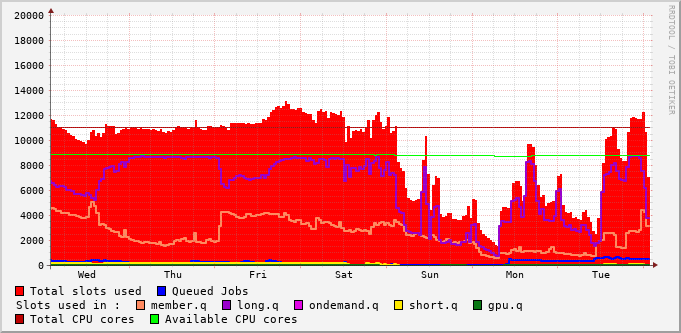 20000
18000
16000
14000
12000
10000
8000
6000
4000
2000
0
Wed Thu Fri Sat Sun Mon Tue
RRDTOOL / TOBI OETIKER
Total slots used Queued Jobs
Slots used in : member.q long.q ondemand.q short.q gpu.q
Total CPU cores Available CPU cores